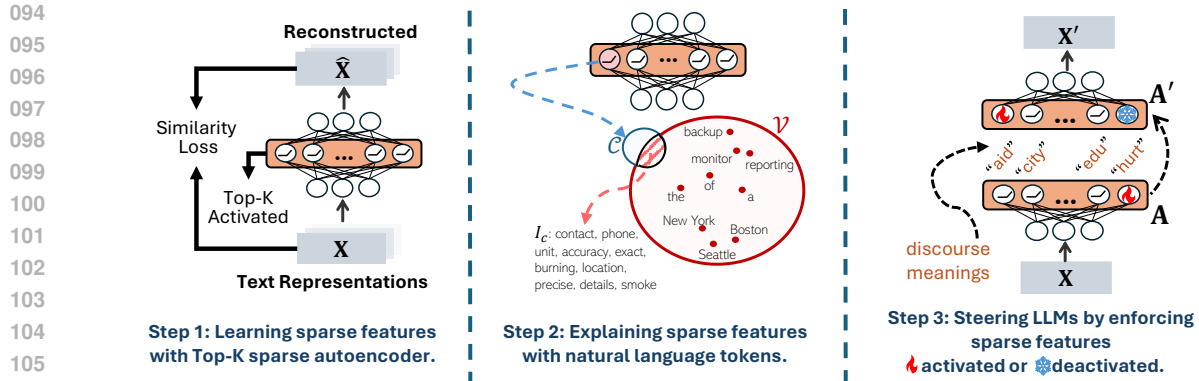 094
095
096
097
098
099
100
101
102
103
104
105
Reconstructed
X̂
Similarity
Loss
...
Top-K
Activated
X
Text Representations
Step 1: Learning sparse features
with Top-K sparse autoencoder.
...
C
V
backup
monitor
reporting
of
the
a
New York
Boston
Seattle
I_c: contact, phone,
unit, accuracy, exact,
burning, location,
precise, details, smoke
Step 2: Explaining sparse features
with natural language tokens.
X′
A′
...
“aid”
“city”
“edu”
“hurt”
...
A
discourse
meanings
X
Step 3: Steering LLMs by enforcing
sparse features
activated or deactivated.